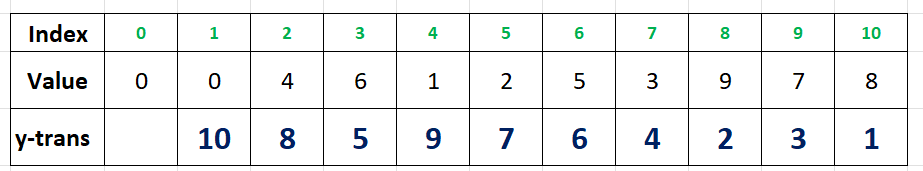 Index 0 1 2 3 4 5 6 7 8 9 10
Value 0 0 4 6 1 2 5 3 9 7 8
y-trans 10 8 5 9 7 6 4 2 3 1